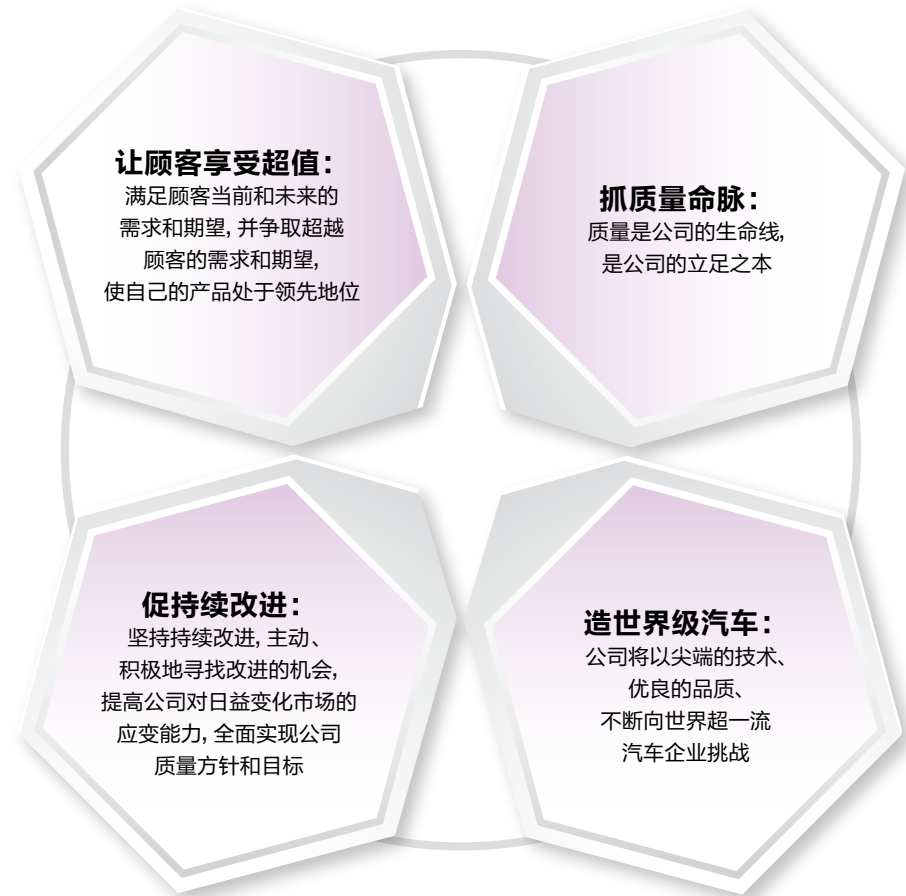 让顾客享受超值：
满足顾客当前和未来的
需求和期望，并争取超越
顾客的需求和期望，
使自己的产品处于领先地位
抓质量命脉：
质量是公司的生命线，
是公司的立足之本
促持续改进：
坚持持续改进，主动、
积极地寻找改进的机会，
提高公司对日益变化市场的
应变能力，全面实现公司
质量方针和目标
造世界级汽车：
公司将以尖端的技术、
优良的品质、
不断向世界超一流
汽车企业挑战